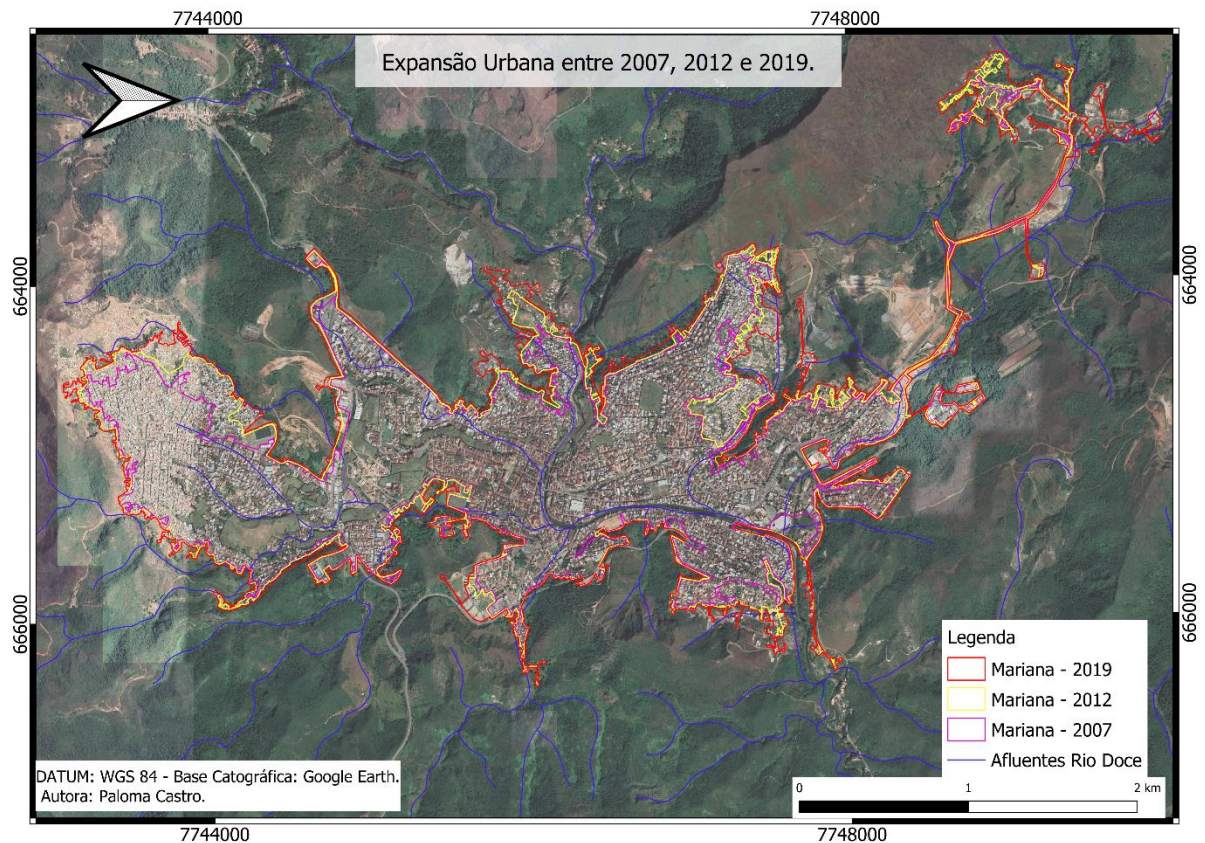 7744000
7748000
Expansão Urbana entre 2007, 2012 e 2019.
664000
664000
666000
666000
Legenda
Mariana - 2019
Mariana - 2012
Mariana - 2007
Afluentes Rio Doce
DATUM: WGS 84 - Base Catográfica: Google Earth.
Autora: Paloma Castro.
0
1
2 km
7744000
7748000